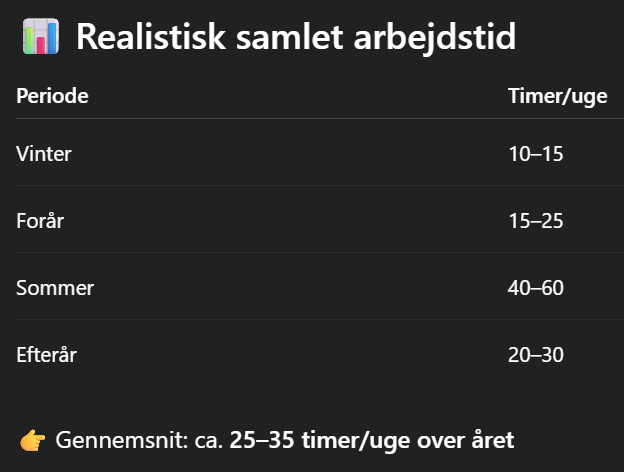 Realistisk samlet arbejdstid
Periode Timer/uge
Vinter 10–15
Forår 15–25
Sommer 40–60
Efterår 20–30
Gennemsnit: ca. 25–35 timer/uge over året